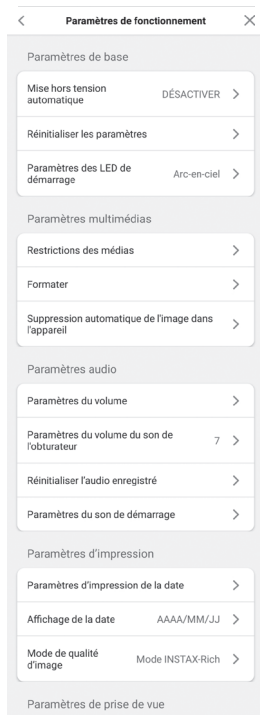 Paramètres de fonctionnement
Paramètres de base
Mise hors tension
automatique
DÉSACTIVER
Réinitialiser les paramètres
Paramètres des LED de
démarrage
Arc-en-ciel
Paramètres multimédias
Restrictions des médias
Formater
Suppression automatique de l'image dans
l'appareil
Paramètres audio
Paramètres du volume
Paramètres du volume du son de
l'obturateur
7
Réinitialiser l'audio enregistré
Paramètres du son de démarrage
Paramètres d'impression
Paramètres d'impression de la date
Affichage de la date
AAAA/MM/JJ
Mode de qualité
d'image
Mode INSTAX-Rich
Paramètres de prise de vue